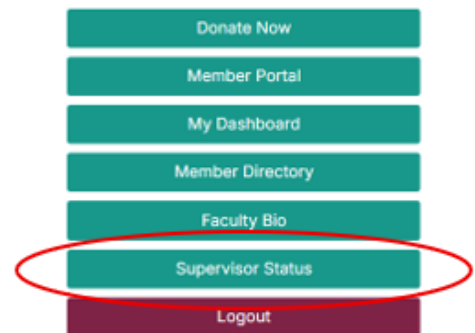 Donate Now
Member Portal
My Dashboard
Member Directory
Faculty Bio
Supervisor Status
Logout